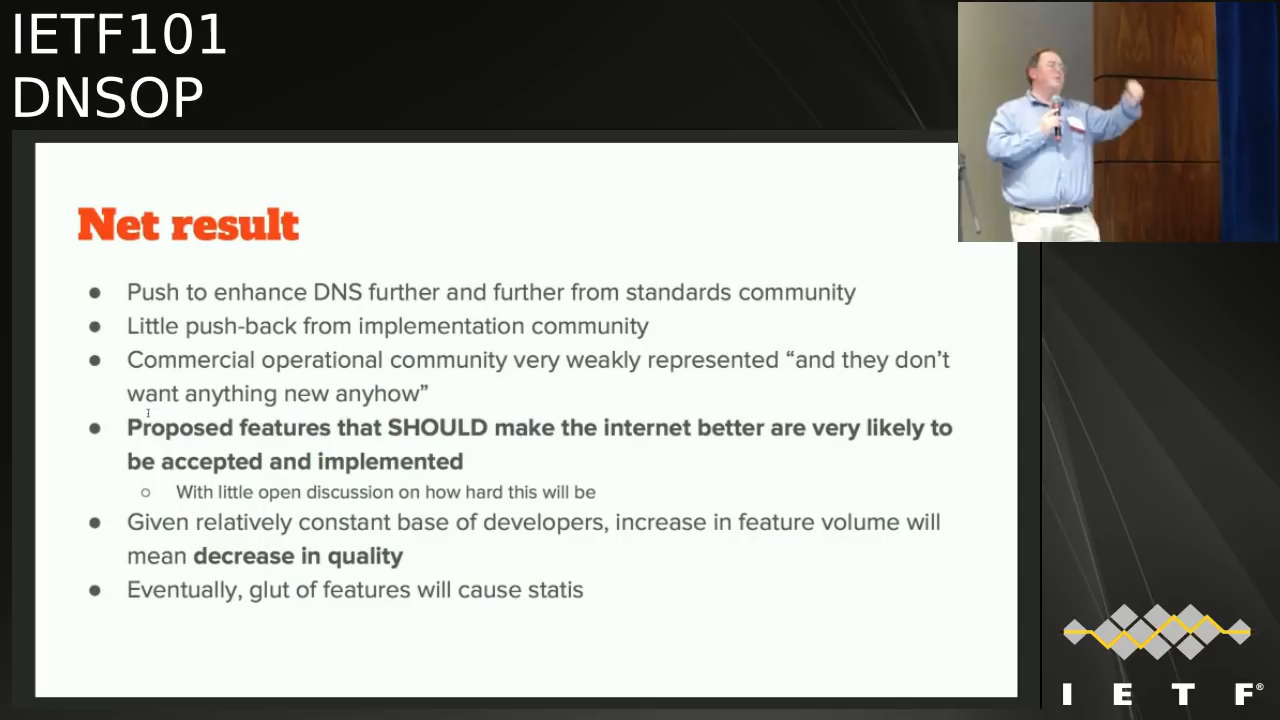 IETF101
DNSOP
Net result
● Push to enhance DNS further and further from standards community
● Little push-back from implementation community
● Commercial operational community very weakly represented “and they don’t
want anything new anyhow”
● Proposed features that SHOULD make the internet better are very likely to
be accepted and implemented
○ With little open discussion on how hard this will be
● Given relatively constant base of developers, increase in feature volume will
mean decrease in quality
● Eventually, glut of features will cause statis
I E T F®